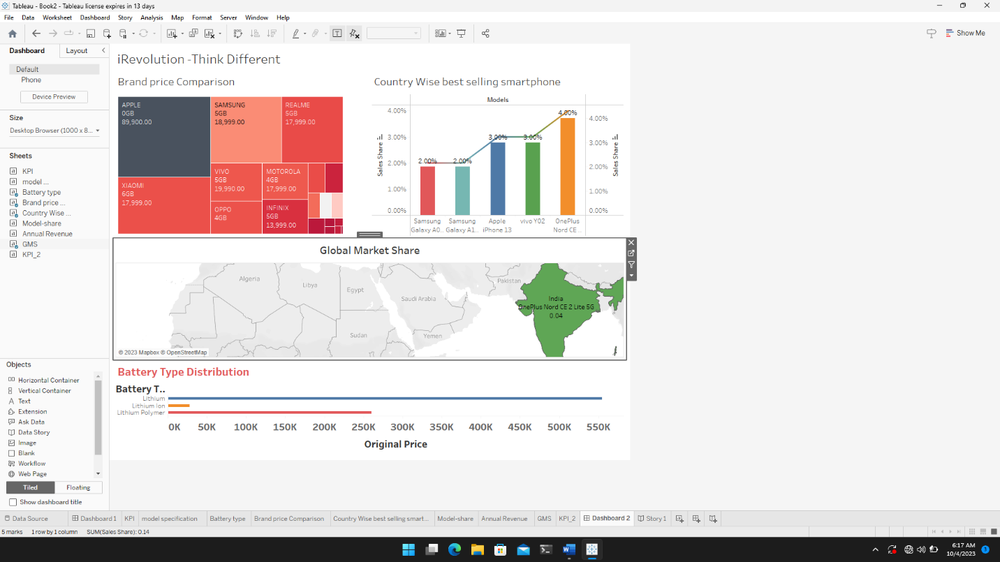 Tableau - Book2 - Tableau license expires in 13 days
File Data Worksheet Dashboard Story Analysis Map Format Server Window Help
Show Me
Dashboard Layout
Default
Phone
Device Preview
Size
Desktop Browser (1000 x 8...
Sheets
KPI
model ...
Battery type
Brand price ...
Country Wise ...
Model-share
Annual Revenue
GMS
KPI_2
Objects
Horizontal Container
Vertical Container
Text
Extension
Ask Data
Data Story
Image
Blank
Workflow
Web Page
Tiled Floating
Show dashboard title
iRevolution -Think Different
Brand price Comparison
APPLE
0GB
89,900.00
SAMSUNG
5GB
18,999.00
REALME
5GB
17,999.00
XIAOMI
6GB
17,999.00
VIVO
5GB
19,990.00
MOTOROLA
4GB
17,999.00
OPPO
4GB
INFINIX
5GB
13,999.00
Country Wise best selling smartphone
Models
Sales Share
4.00%
3.00%
2.00%
1.00%
0.00%
2.00% 2.00% 3.00% 3.00% 4.00%
4.00%
3.00%
2.00%
1.00%
0.00%
Sales Share
Samsung Galaxy A0..
Samsung Galaxy A1..
Apple iPhone 13
vivo Y02
OnePlus Nord CE ..
Global Market Share
Algeria
Libya
Egypt
Saudi Arabia
Pakistan
Sudan
Yemen
India
OnePlus Nord CE 2 Lite 5G
0.04
© 2023 Mapbox © OpenStreetMap
Battery Type Distribution
Battery T..
Lithium
Lithium Ion
Lithium Polymer
0K 50K 100K 150K 200K 250K 300K 350K 400K 450K 500K 550K
Original Price
Data Source Dashboard 1 KPI model specification Battery type Brand price Comparison Country Wise best selling smart... Model-share Annual Revenue GMS KPI_2 Dashboard 2 Story 1
5 marks 1 row by 1 column SUM(Sales Share): 0.14
6:17 AM
10/4/2023
3